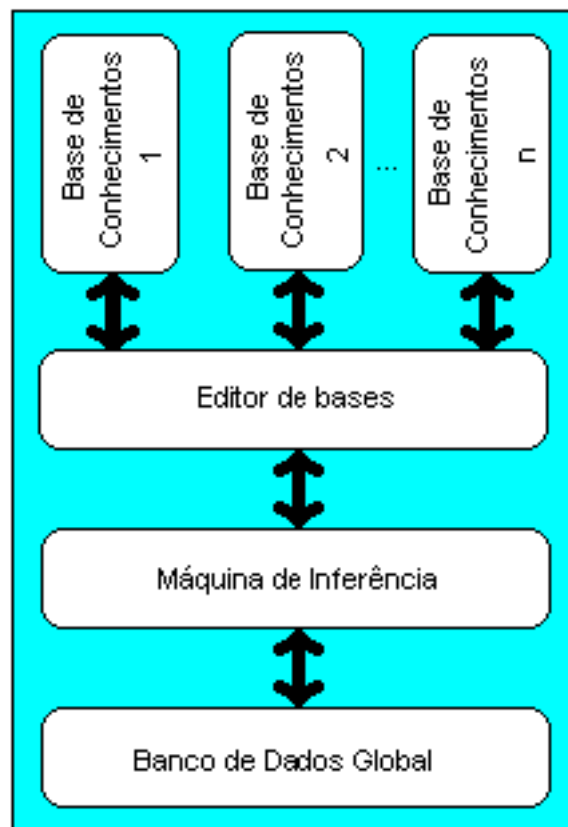 Base de
Conhecimentos
1
Base de
Conhecimentos
2
...
Base de
Conhecimentos
n
Editor de bases
Máquina de Inferência
Banco de Dados Global